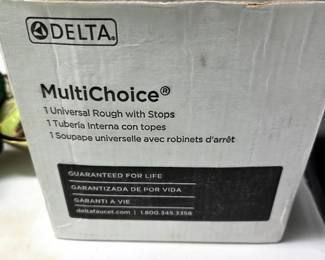 DELTA®
MultiChoice®
1 Universal Rough with Stops
1 Tubería Interna con topes
1 Soupape universelle avec robinets d'arrêt
GUARANTEED FOR LIFE
GARANTIZADA DE POR VIDA
GARANTI A VIE
deltafaucet.com | 1.800.345.3358